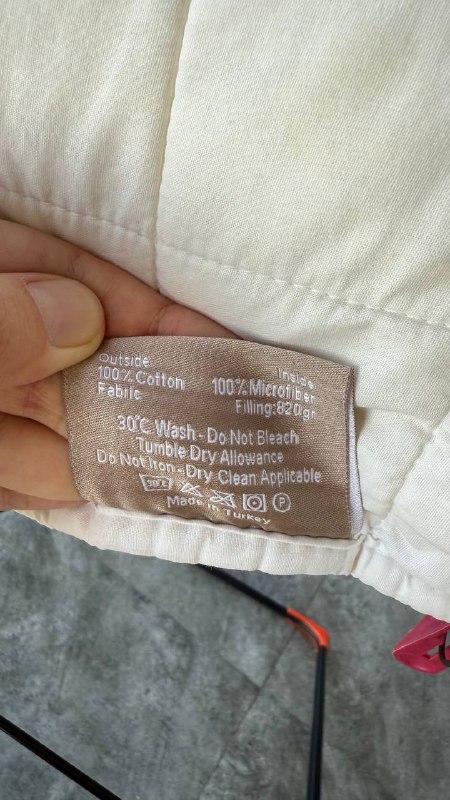 Outside
100% Cotton
Fabric
Inside
100% Microfiber
Filling:820gr
30°C Wash - Do Not Bleach
Tumble Dry Allowance
Do Not Iron - Dry Clean Applicable
30°C P
Made in Turkey